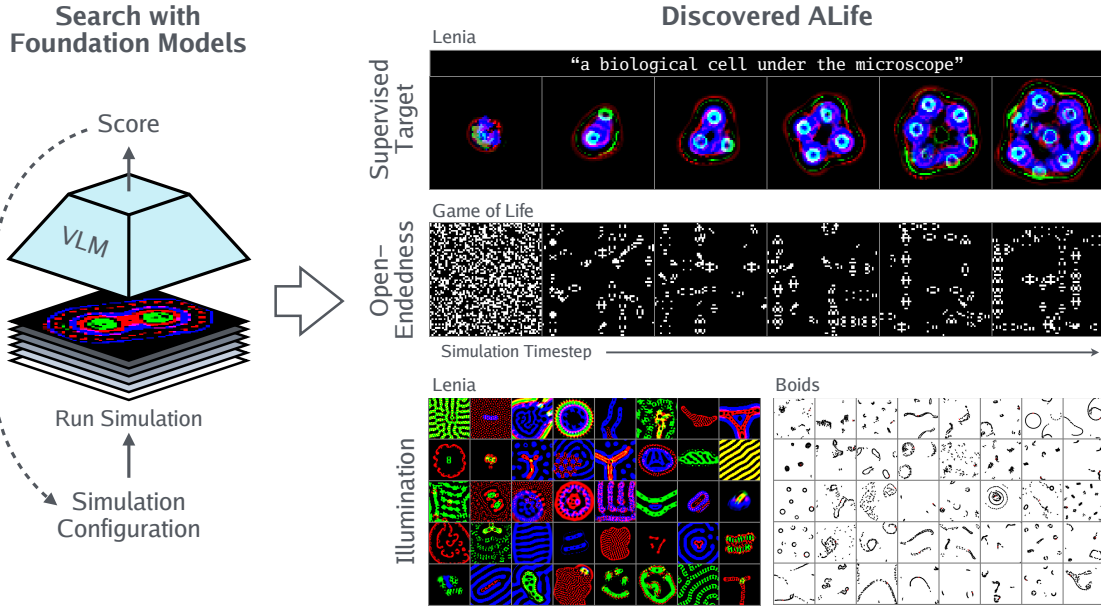 Search with
Foundation Models
Score
VLM
Run Simulation
Simulation
Configuration
Discovered ALife
Supervised
Target
Lenia
“a biological cell under the microscope”
Open-
Endedness
Game of Life
Simulation Timestep
Illumination
Lenia
Boids